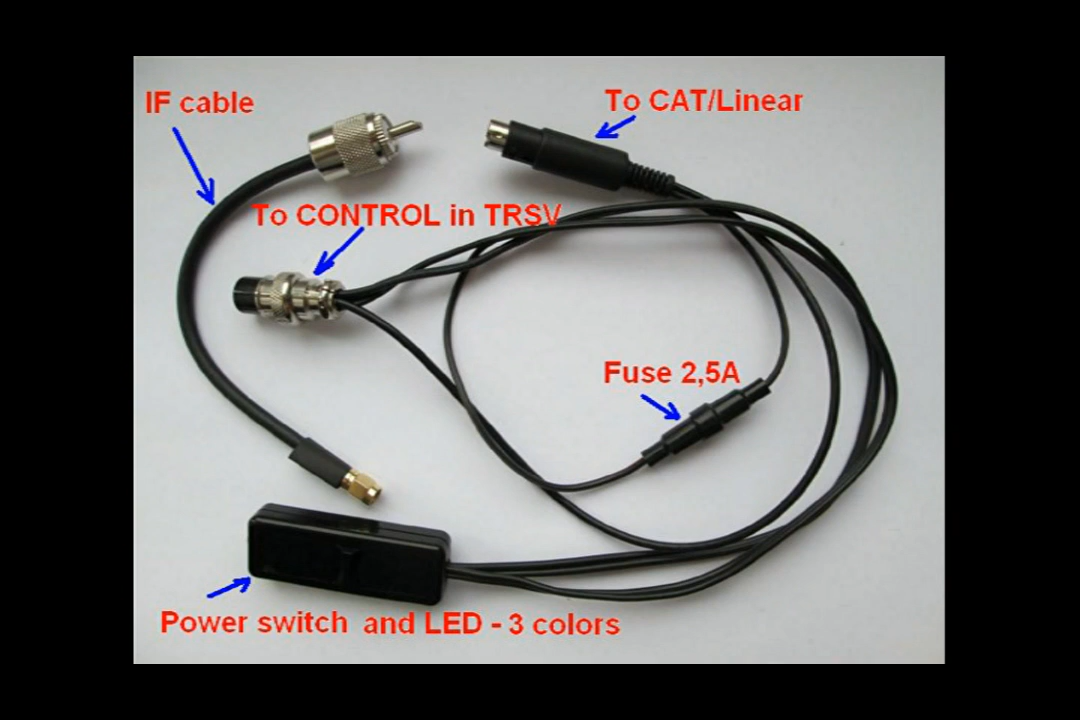 IF cable
To CAT/Linear
To CONTROL in TRSV
Fuse 2,5A
Power switch and LED - 3 colors